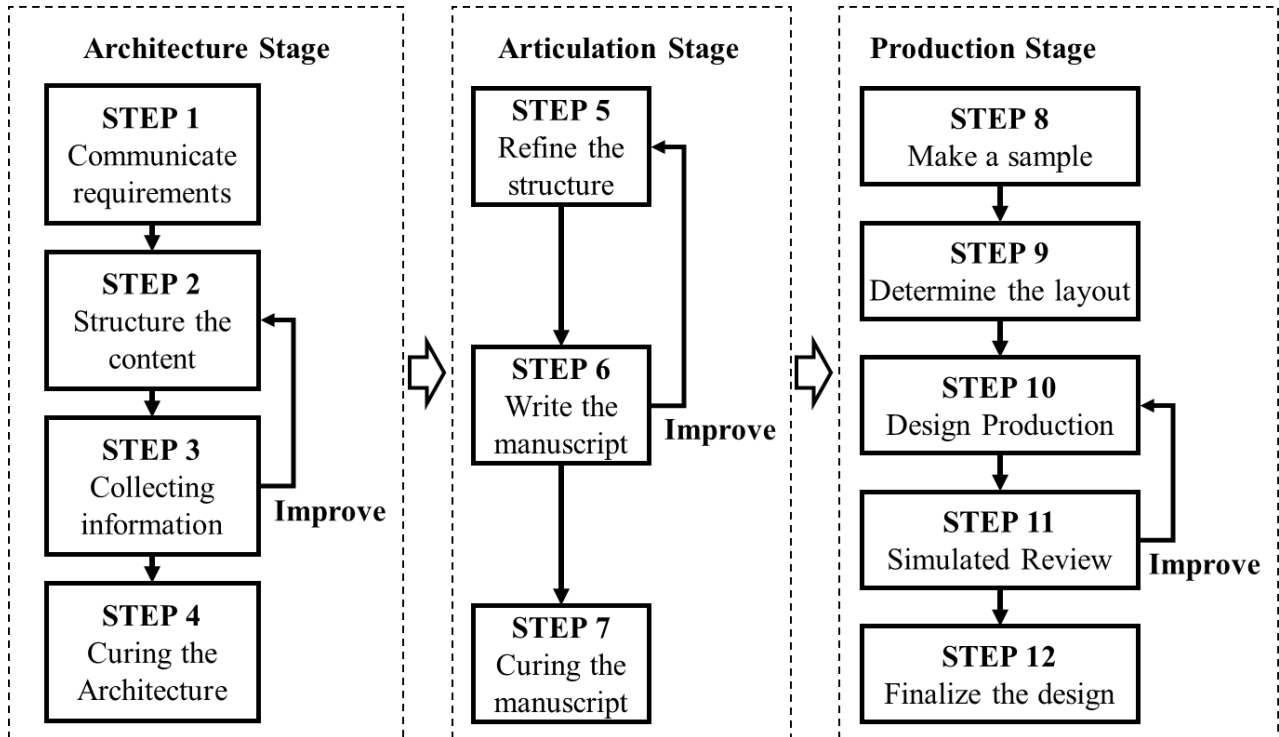 Architecture Stage
STEP 1
Communicate
requirements
STEP 2
Structure the
content
STEP 3
Collecting
information
Improve
STEP 4
Curing the
Architecture
Articulation Stage
STEP 5
Refine the
structure
STEP 6
Write the
manuscript
Improve
STEP 7
Curing the
manuscript
Production Stage
STEP 8
Make a sample
STEP 9
Determine the layout
STEP 10
Design Production
STEP 11
Simulated Review
Improve
STEP 12
Finalize the design